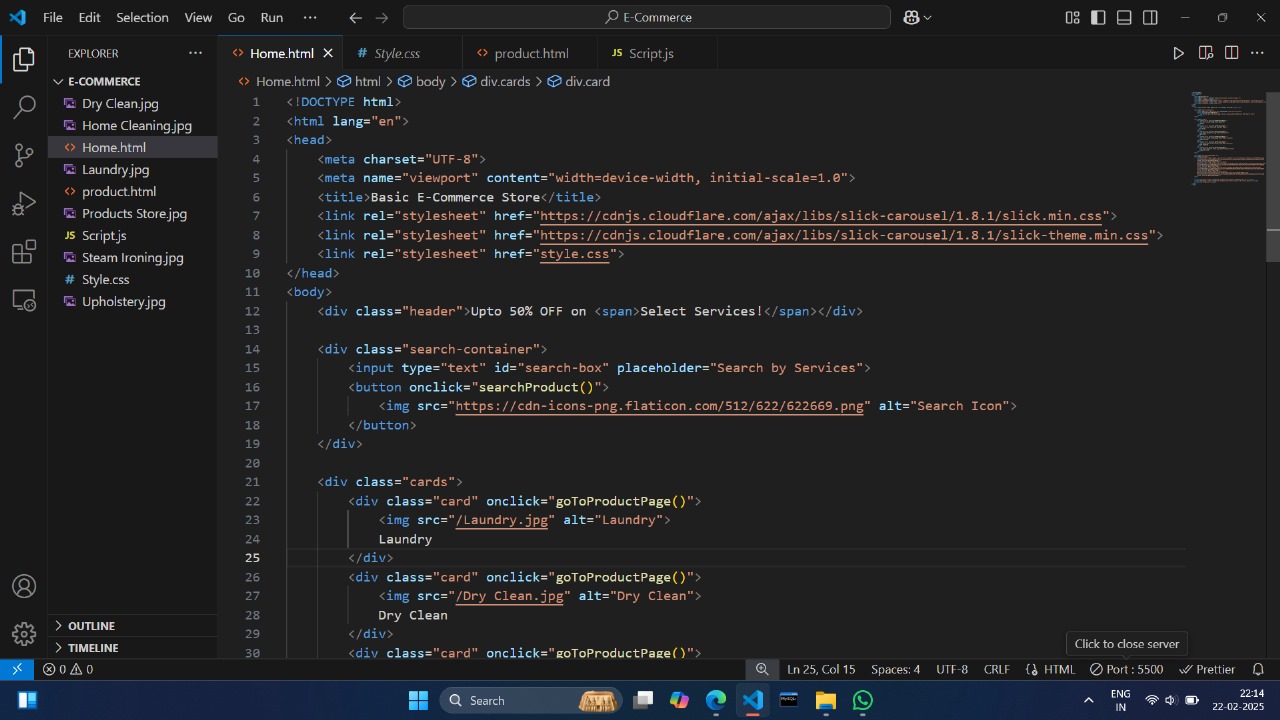 File Edit Selection View Go Run ··· E-Commerce
EXPLORER ···
E-COMMERCE
Dry Clean.jpg
Home Cleaning.jpg
Home.html
Laundry.jpg
product.html
Products Store.jpg
JS Script.js
Steam Ironing.jpg
# Style.css
Upholstery.jpg
OUTLINE
TIMELINE
Home.html # Style.css product.html JS Script.js
Home.html > html > body > div.cards > div.card
1 <!DOCTYPE html>
2 <html lang="en">
3 <head>
4 <meta charset="UTF-8">
5 <meta name="viewport" content="width=device-width, initial-scale=1.0">
6 <title>Basic E-Commerce Store</title>
7 <link rel="stylesheet" href="https://cdnjs.cloudflare.com/ajax/libs/slick-carousel/1.8.1/slick.min.css">
8 <link rel="stylesheet" href="https://cdnjs.cloudflare.com/ajax/libs/slick-carousel/1.8.1/slick-theme.min.css">
9 <link rel="stylesheet" href="style.css">
10 </head>
11 <body>
12 <div class="header">Upto 50% OFF on <span>Select Services!</span></div>
13
14 <div class="search-container">
15 <input type="text" id="search-box" placeholder="Search by Services">
16 <button onclick="searchProduct()">
17 <img src="https://cdn-icons-png.flaticon.com/512/622/622669.png" alt="Search Icon">
18 </button>
19 </div>
20
21 <div class="cards">
22 <div class="card" onclick="goToProductPage()">
23 <img src="/Laundry.jpg" alt="Laundry">
24 Laundry
25 </div>
26 <div class="card" onclick="goToProductPage()">
27 <img src="/Dry Clean.jpg" alt="Dry Clean">
28 Dry Clean
29 </div>
30 <div class="card" onclick="goToProductPage()">
Click to close server
0 0 Ln 25, Col 15 Spaces: 4 UTF-8 CRLF {} HTML Port : 5500 Prettier
Search ENG IN 22:14 22-02-2025